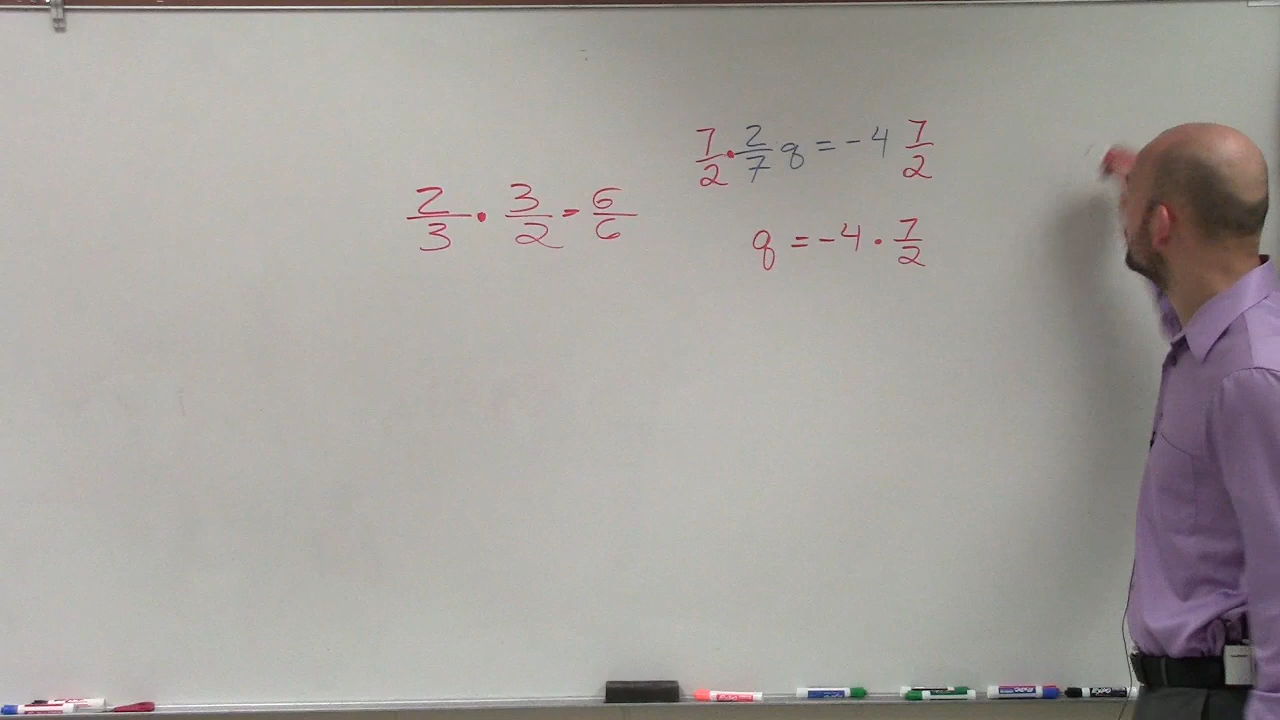 7/2 · 2/7 q = -4 7/2
2/3 · 3/2 = 6/6
q = -4 · 7/2